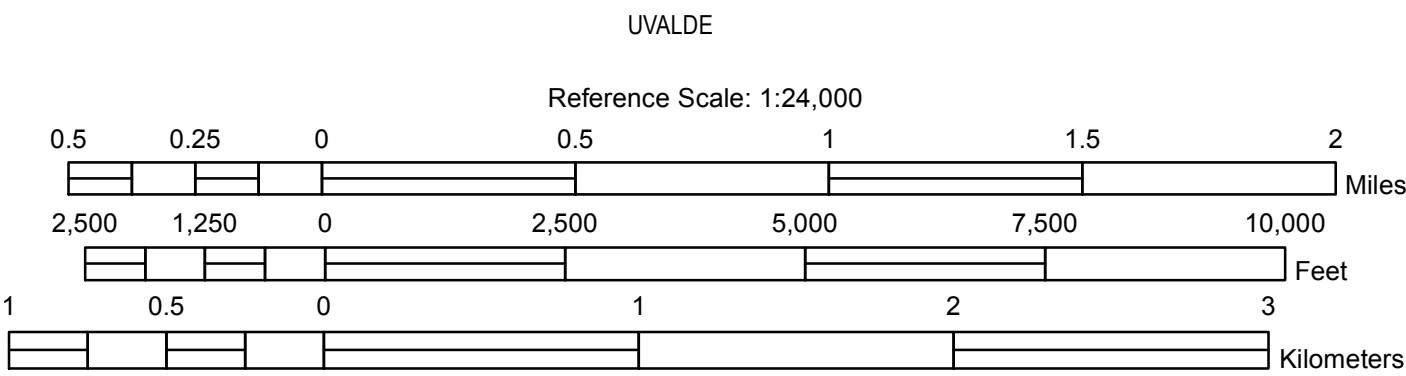 UVALDE
Reference Scale: 1:24,000
0.5 0.25 0 0.5 1 1.5 2
Miles
2,500 1,250 0 2,500 5,000 7,500 10,000
Feet
1 0.5 0 1 2 3
Kilometers